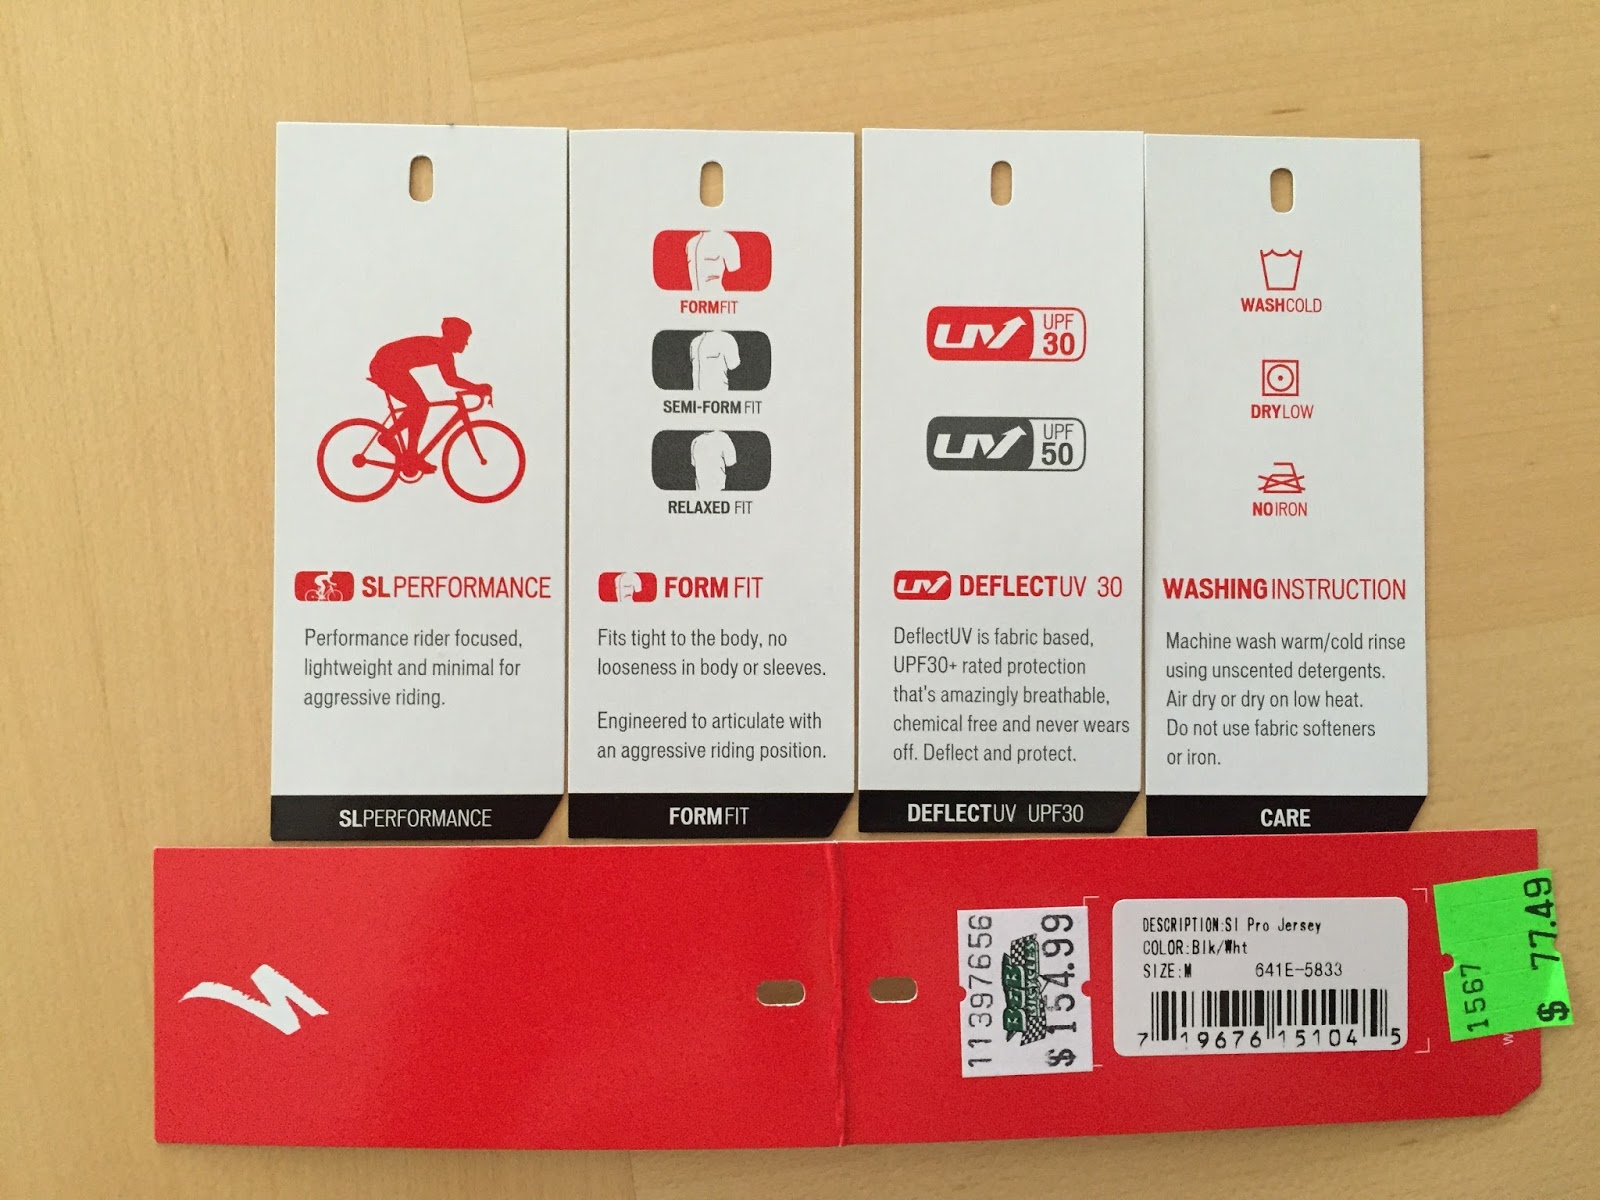 SLPERFORMANCE
Performance rider focused,
lightweight and minimal for
aggressive riding.
SLPERFORMANCE
FORMFIT
SEMI-FORM FIT
RELAXED FIT
FORM FIT
Fits tight to the body, no
looseness in body or sleeves.
Engineered to articulate with
an aggressive riding position.
FORMFIT
UV UPF 30
UV UPF 50
UV DEFLECTUV 30
DeflectUV is fabric based,
UPF30+ rated protection
that's amazingly breathable,
chemical free and never wears
off. Deflect and protect.
DEFLECTUV UPF30
WASHCOLD
DRYLOW
NOIRON
WASHING INSTRUCTION
Machine wash warm/cold rinse
using unscented detergents.
Air dry or dry on low heat.
Do not use fabric softeners
or iron.
CARE
11397656
B&B
BICYCLES
$ 154.99
DESCRIPTION:Sl Pro Jersey
COLOR:Blk/Wht
SIZE:M 641E-5833
7 19676 15104 5
1567
$ 77.49